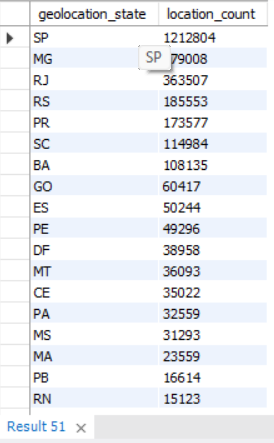 geolocation_state location_count
SP 1212804
MG 79008
SP
RJ 363507
RS 185553
PR 173577
SC 114984
BA 108135
GO 60417
ES 50244
PE 49296
DF 38958
MT 36093
CE 35022
PA 32559
MS 31293
MA 23559
PB 16614
RN 15123
Result 51 ×